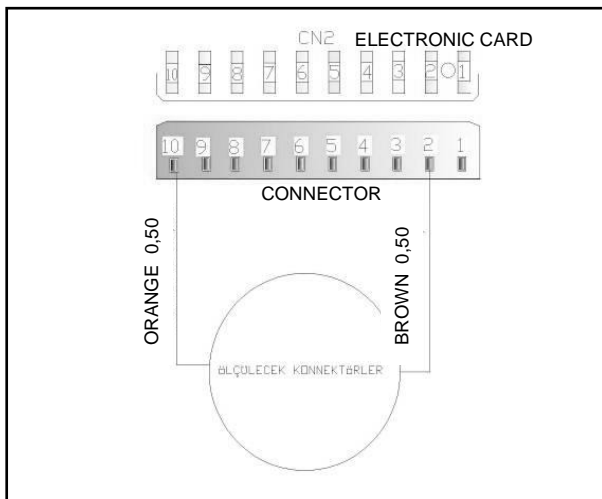 CN2 ELECTRONIC CARD
10 9 8 7 6 5 4 3 2 1
10 9 8 7 6 5 4 3 2 1
CONNECTOR
ORANGE 0,50
BROWN 0,50
ÖLÇÜLECEK KONNEKTÖRLER